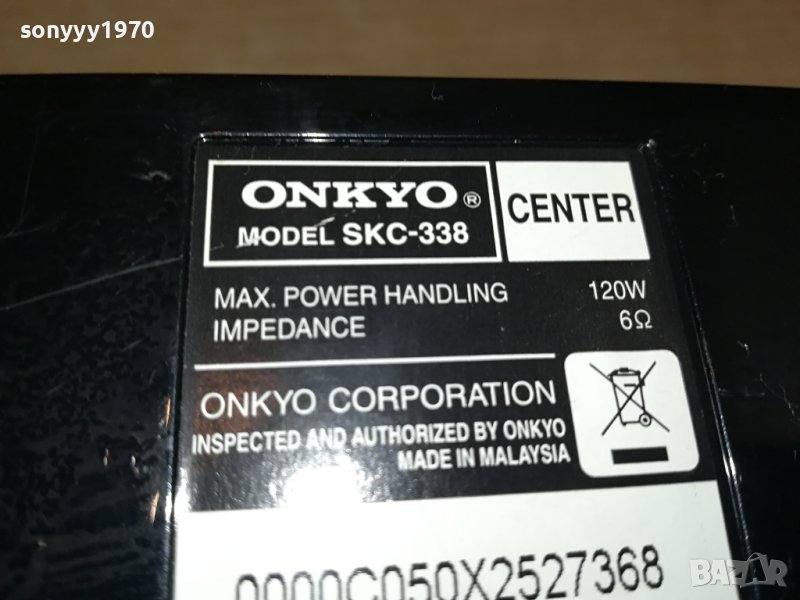 sonyyy1970
ONKYO®
MODEL SKC-338
CENTER
MAX. POWER HANDLING 120W
IMPEDANCE 6Ω
ONKYO CORPORATION
INSPECTED AND AUTHORIZED BY ONKYO
MADE IN MALAYSIA
0000C050X2527368
BAZAR